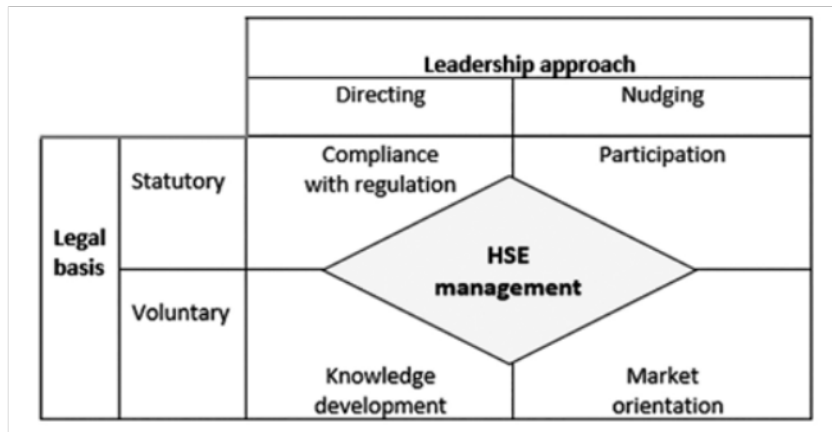 Leadership approach
Directing
Nudging
Legal
basis
Statutory
Compliance
with regulation
Participation
HSE
management
Voluntary
Knowledge
development
Market
orientation